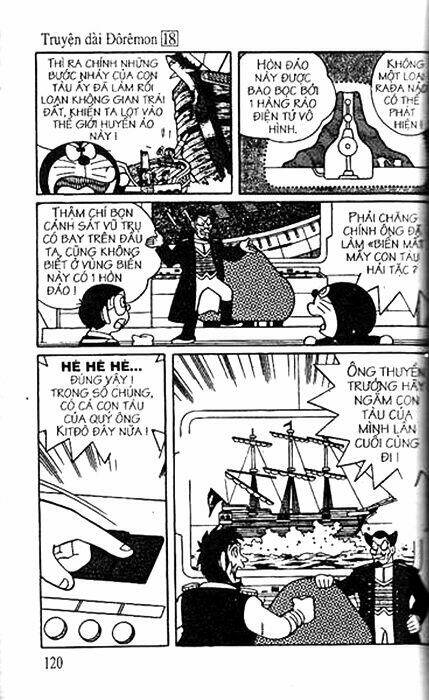 Truyện dài Đôrêmon 18
THÌ RA CHÍNH NHỮNG
BƯỚC NHẢY CỦA CON
TÀU ẤY ĐÃ LÀM RỐI
LOẠN KHÔNG GIAN TRÁI
ĐẤT, KHIẾN TA LỌT VÀO
THẾ GIỚI HUYỀN ẢO
NÀY !
HÒN ĐẢO
NÀY ĐƯỢC
BAO BỌC BỞI
1 HÀNG RÀO
ĐIỆN TỬ VÔ
HÌNH.
KHÔNG
MỘT LOẠI
RAĐA NÀO
CÓ THỂ
PHÁT
HIỆN !
THẬM CHÍ BỌN
CẢNH SÁT VŨ TRỤ
CÓ BAY TRÊN ĐẦU
TA, CŨNG KHÔNG
BIẾT Ở VÙNG BIỂN
NÀY CÓ 1 HÒN
ĐẢO !
PHẢI CHĂNG
CHÍNH ÔNG ĐÃ
LÀM «BIẾN MẤT»
MẤY CON TÀU
HẢI TẶC ?
HÊ HÊ HÊ...
ĐÚNG VẬY !
TRONG SỐ CHÚNG,
CÓ CẢ CON TÀU
CỦA QUÝ ÔNG
KITĐÔ ĐÂY NỮA !
ÔNG THUYỀN
TRƯỞNG HÃY
NGẮM CON
TÀU CỦA
MÌNH LẦN
CUỐI CÙNG
ĐI !
120